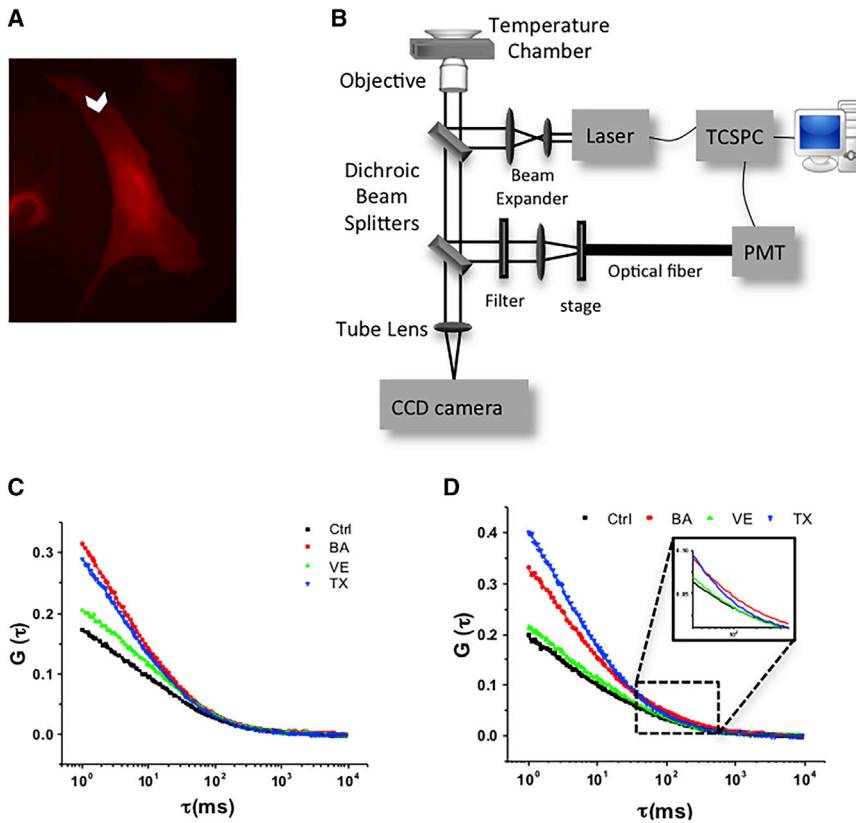 A
B
Temperature
Chamber
Objective
Laser
TCSPC
Beam
Expander
Dichroic
Beam
Splitters
PMT
Optical fiber
Filter
stage
Tube Lens
CCD camera
C
Ctrl
BA
VE
TX
0.3
0.2
0.1
0.0
G (τ)
10⁰ 10¹ 10² 10³ 10⁴
τ(ms)
D
Ctrl BA VE TX
0.4
0.3
0.2
0.1
0.0
G (τ)
10⁰ 10¹ 10² 10³ 10⁴
τ(ms)